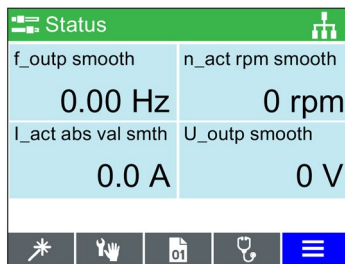 Status
f_outp smooth
0.00 Hz
n_act rpm smooth
0 rpm
I_act abs val smth
0.0 A
U_outp smooth
0 V
01